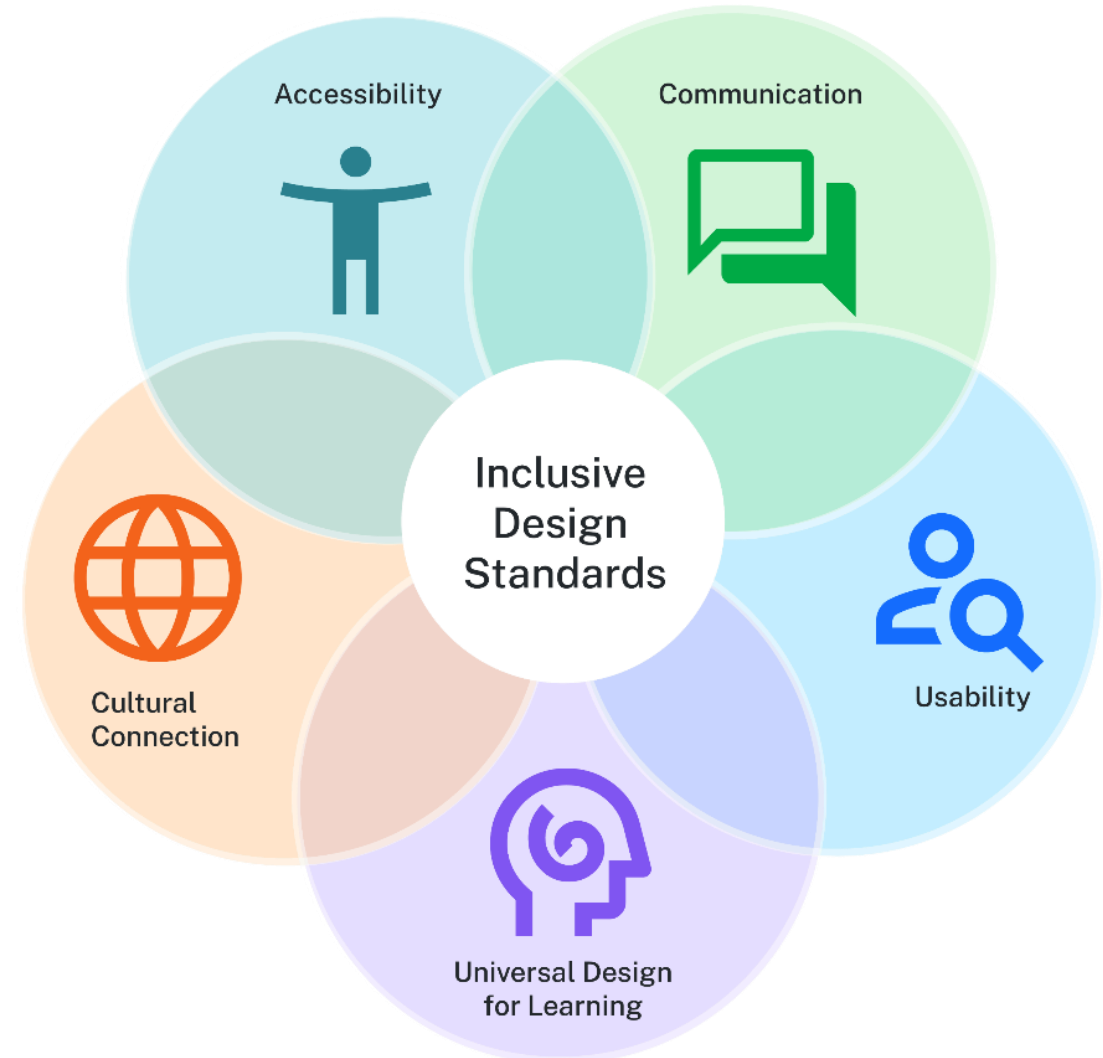 Accessibility
Communication
Inclusive
Design
Standards
Cultural
Connection
Usability
Universal Design
for Learning